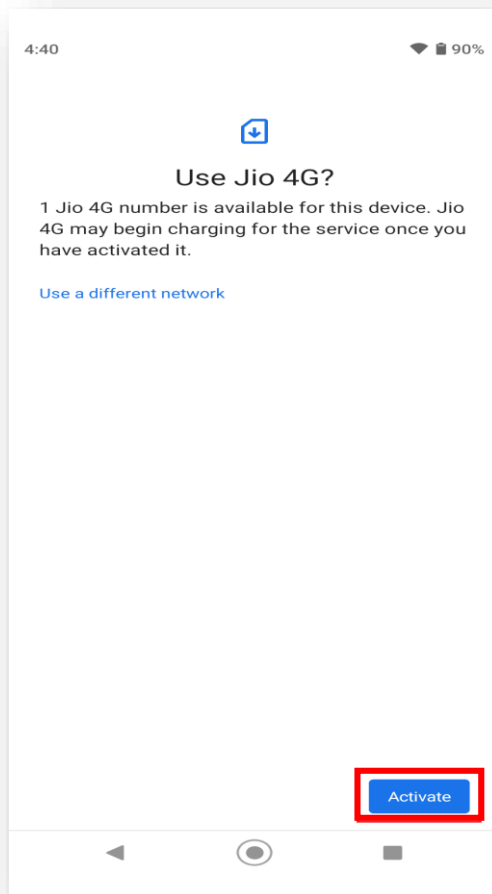 4:40 90%
Use Jio 4G?
1 Jio 4G number is available for this device. Jio
4G may begin charging for the service once you
have activated it.
Use a different network
Activate